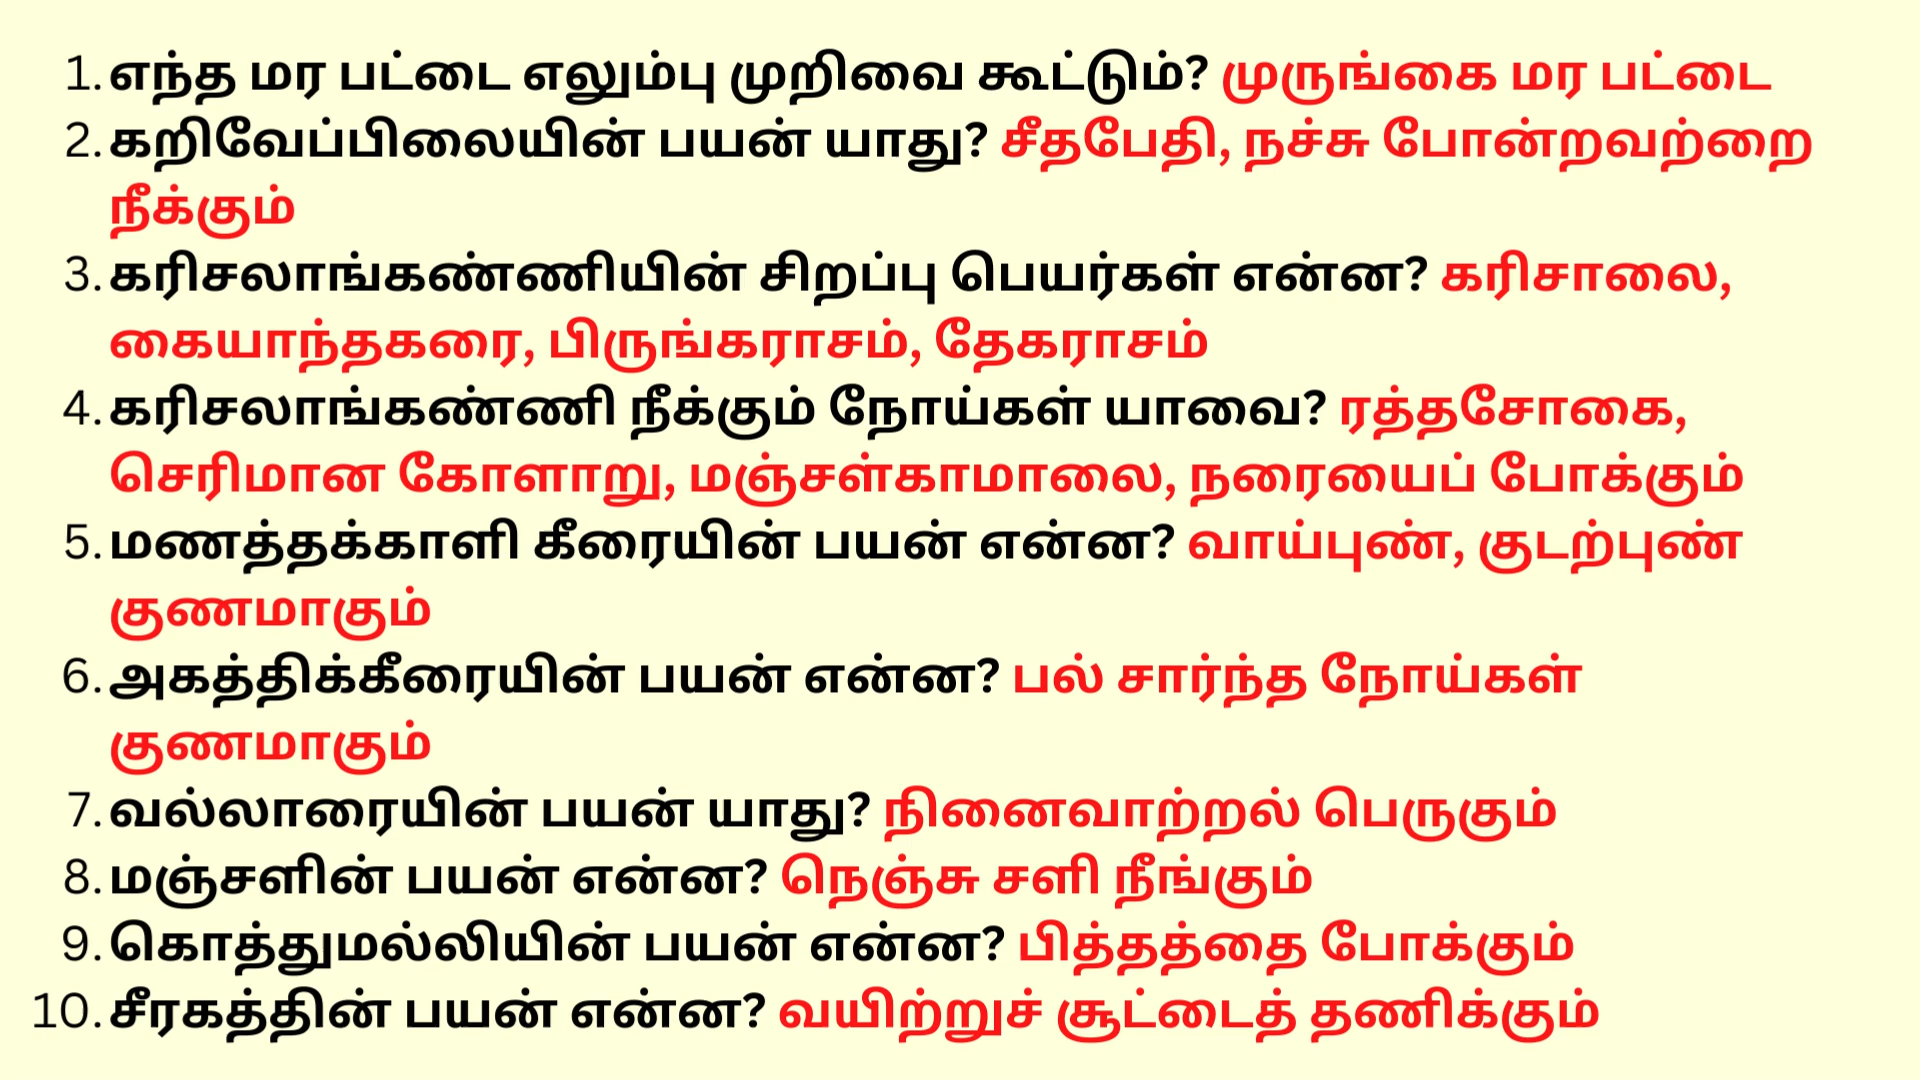 1. எந்த மர பட்டை எலும்பு முறிவை கூட்டும்? முருங்கை மர பட்டை
2. கறிவேப்பிலையின் பயன் யாது? சீதபேதி, நச்சு போன்றவற்றை
நீக்கும்
3. கரிசலாங்கண்ணியின் சிறப்பு பெயர்கள் என்ன? கரிசாலை,
கையாந்தகரை, பிருங்கராசம், தேகராசம்
4. கரிசலாங்கண்ணி நீக்கும் நோய்கள் யாவை? ரத்தசோகை,
செரிமான கோளாறு, மஞ்சள்காமாலை, நரையைப் போக்கும்
5. மணத்தக்காளி கீரையின் பயன் என்ன? வாய்புண், குடற்புண்
குணமாகும்
6. அகத்திக்கீரையின் பயன் என்ன? பல் சார்ந்த நோய்கள்
குணமாகும்
7. வல்லாரையின் பயன் யாது? நினைவாற்றல் பெருகும்
8. மஞ்சளின் பயன் என்ன? நெஞ்சு சளி நீங்கும்
9. கொத்துமல்லியின் பயன் என்ன? பித்தத்தை போக்கும்
10. சீரகத்தின் பயன் என்ன? வயிற்றுச் சூட்டைத் தணிக்கும்